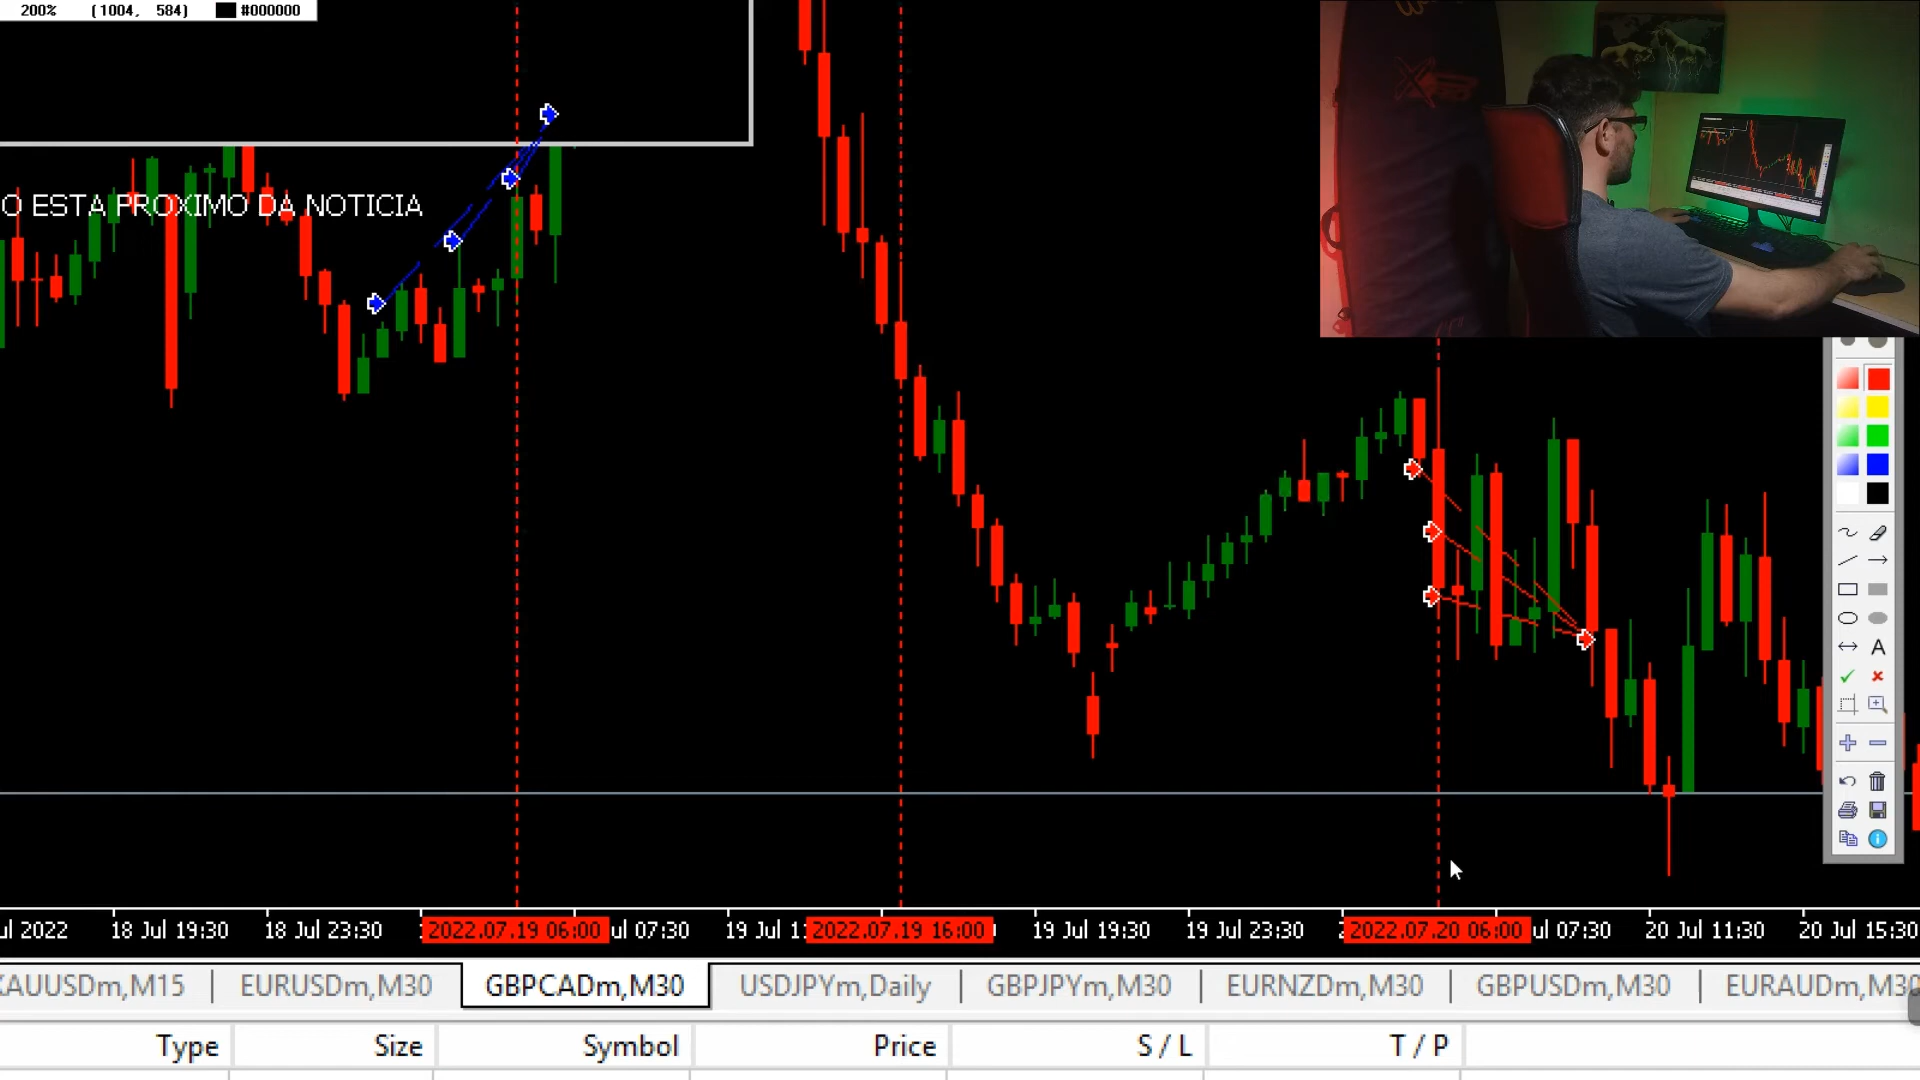 200% (1004, 584) #000000
O ESTA PROXIMO DA NOTICIA
ul 2022 18 Jul 19:30 18 Jul 23:30 2022.07.19 06:00 ul 07:30 19 Jul 1 2022.07.19 16:00 19 Jul 19:30 19 Jul 23:30 2022.07.20 06:00 ul 07:30 20 Jul 11:30 20 Jul 15:30
XAUUSDm,M15 | EURUSDm,M30 GBPCADm,M30 USDJPYm,Daily | GBPJPYm,M30 | EURNZDm,M30 | GBPUSDm,M30 | EURAUDm,M30
Type Size Symbol Price S / L T / P
A